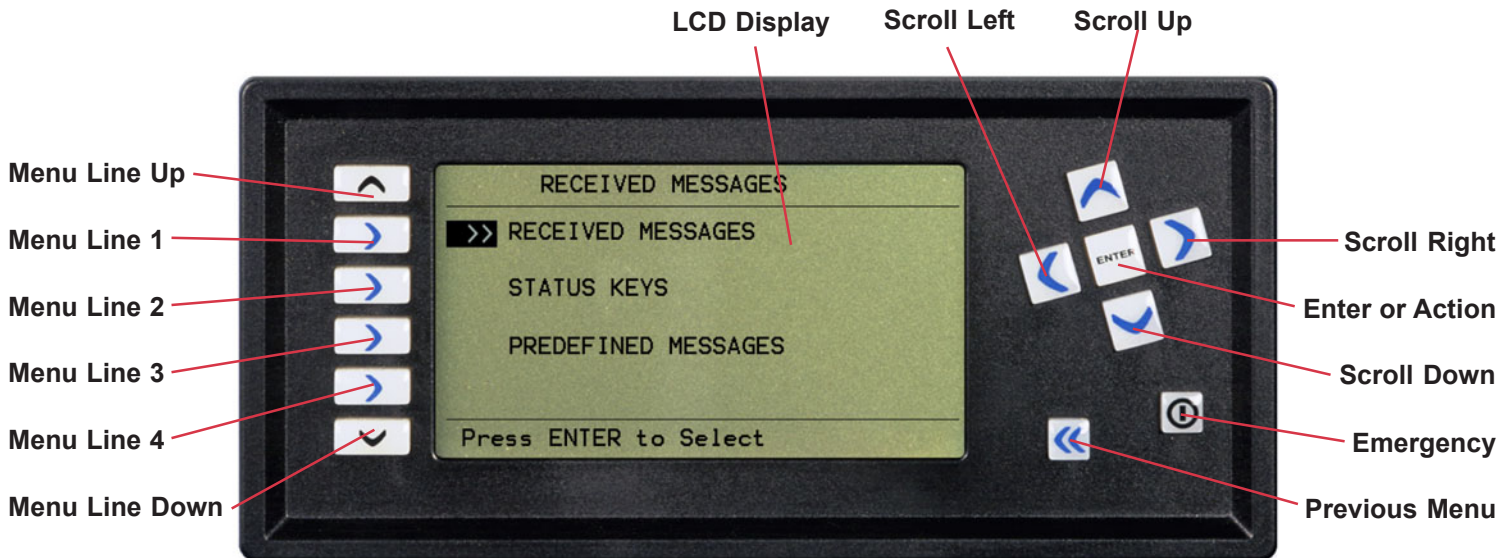 LCD Display
Scroll Left
Scroll Up
Menu Line Up
Menu Line 1
Menu Line 2
Menu Line 3
Menu Line 4
Menu Line Down
RECEIVED MESSAGES
>> RECEIVED MESSAGES
STATUS KEYS
PREDEFINED MESSAGES
Press ENTER to Select
ENTER
Scroll Right
Enter or Action
Scroll Down
Emergency
Previous Menu